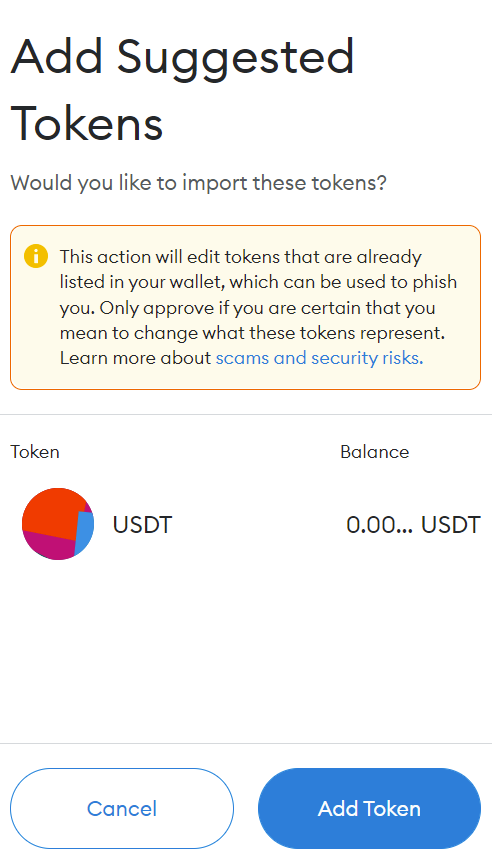 Add Suggested
Tokens
Would you like to import these tokens?
This action will edit tokens that are already
listed in your wallet, which can be used to phish
you. Only approve if you are certain that you
mean to change what these tokens represent.
Learn more about scams and security risks.
Token Balance
USDT 0.00... USDT
Cancel Add Token